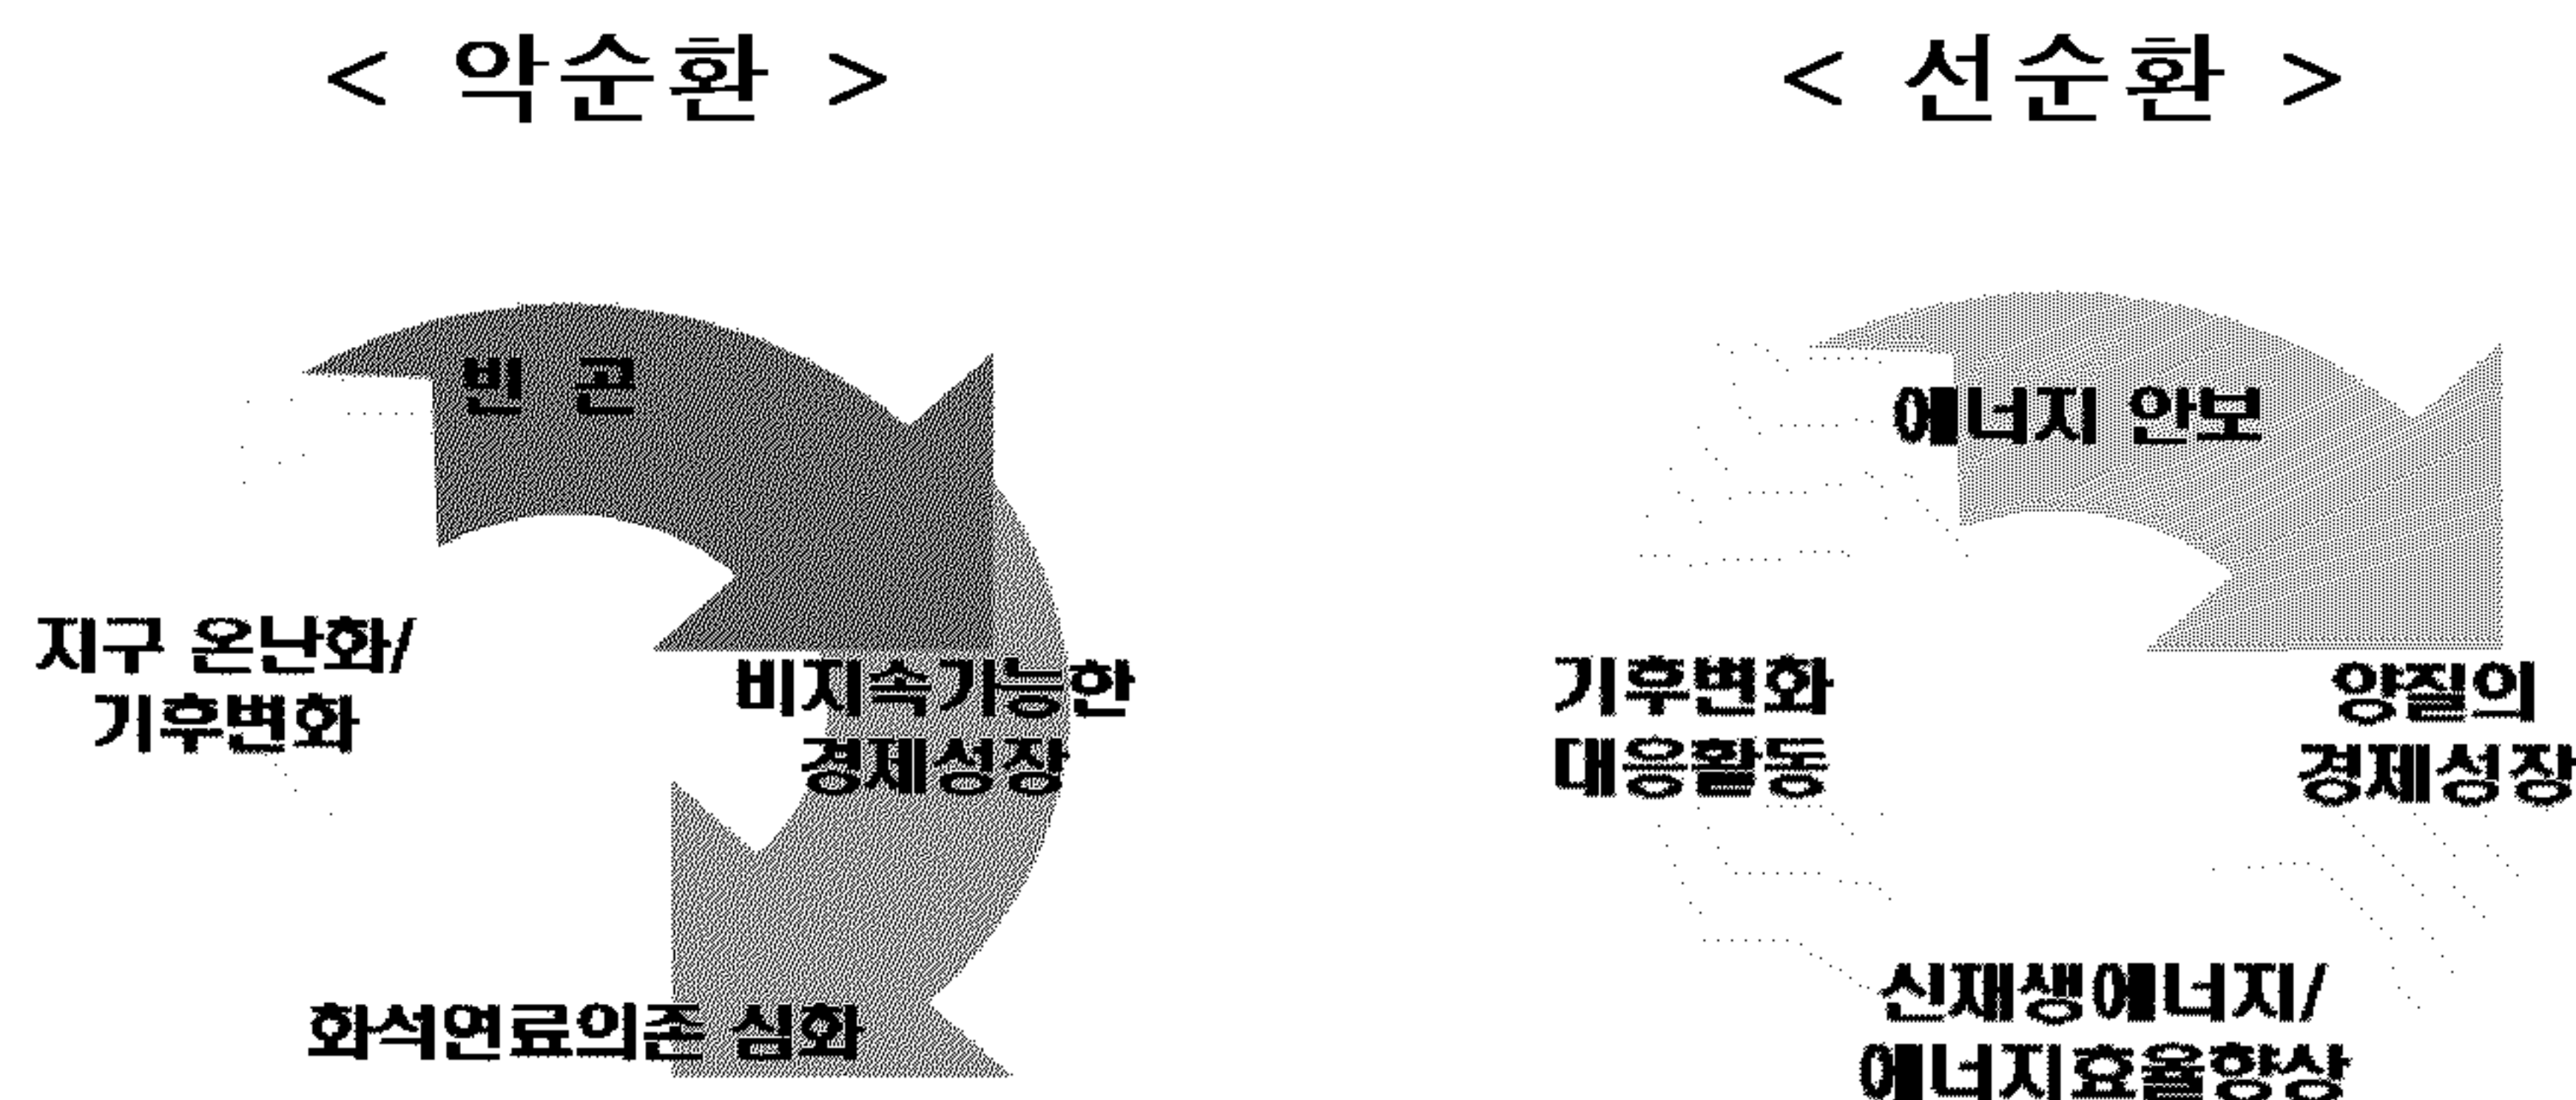 < 악순환 >
빈 곤
지구 온난화/
기후변화
비지속가능한
경제성장
화석연료의존 심화
< 선순환 >
에너지 안보
기후변화
대응활동
양질의
경제성장
신재생에너지/
에너지효율향상